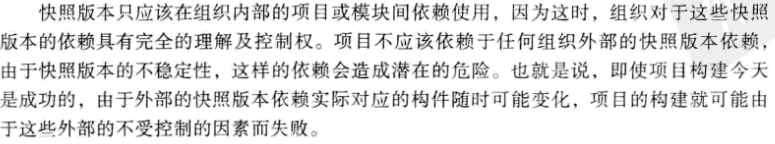 快照版本只应该在组织内部的项目或模块间依赖使用，因为这时，组织对于这些快照
版本的依赖具有完全的理解及控制权。项目不应该依赖于任何组织外部的快照版本依赖，
由于快照版本的不稳定性，这样的依赖会造成潜在的危险。也就是说，即使项目构建今天
是成功的，由于外部的快照版本依赖实际对应的构件随时可能变化，项目的构建就可能由
于这些外部的不受控制的因素而失败。